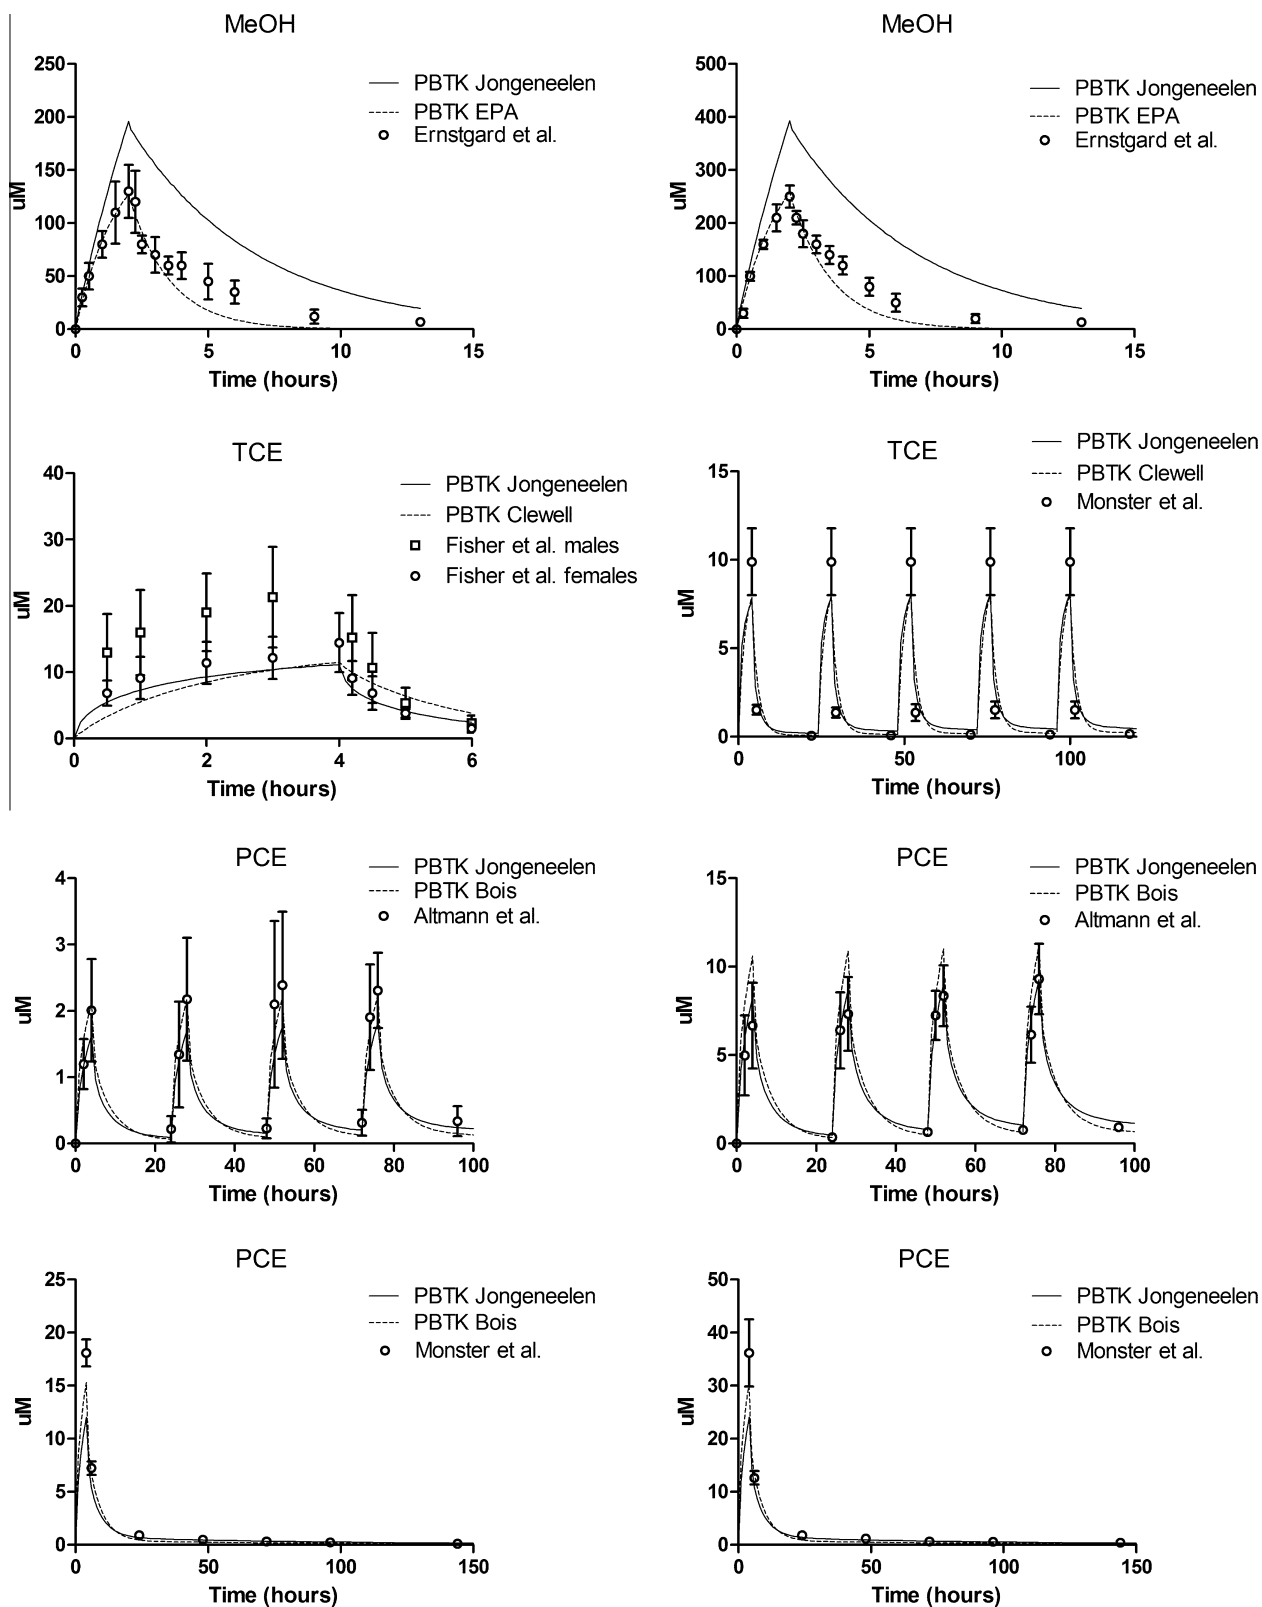 MeOH
250
200
150
100
50
0
uM
0 5 10 15
Time (hours)
PBTK Jongeneelen
PBTK EPA
Ernstgard et al.
MeOH
500
400
300
200
100
0
uM
0 5 10 15
Time (hours)
PBTK Jongeneelen
PBTK EPA
Ernstgard et al.
TCE
40
30
20
10
0
uM
0 2 4 6
Time (hours)
PBTK Jongeneelen
PBTK Clewell
Fisher et al. males
Fisher et al. females
TCE
15
10
5
0
uM
0 50 100
Time (hours)
PBTK Jongeneelen
PBTK Clewell
Monster et al.
PCE
4
3
2
1
0
uM
0 20 40 60 80 100
Time (hours)
PBTK Jongeneelen
PBTK Bois
Altmann et al.
PCE
15
10
5
0
uM
0 20 40 60 80 100
Time (hours)
PBTK Jongeneelen
PBTK Bois
Altmann et al.
PCE
25
20
15
10
5
0
uM
0 50 100 150
Time (hours)
PBTK Jongeneelen
PBTK Bois
Monster et al.
PCE
50
40
30
20
10
0
uM
0 50 100 150
Time (hours)
PBTK Jongeneelen
PBTK Bois
Monster et al.